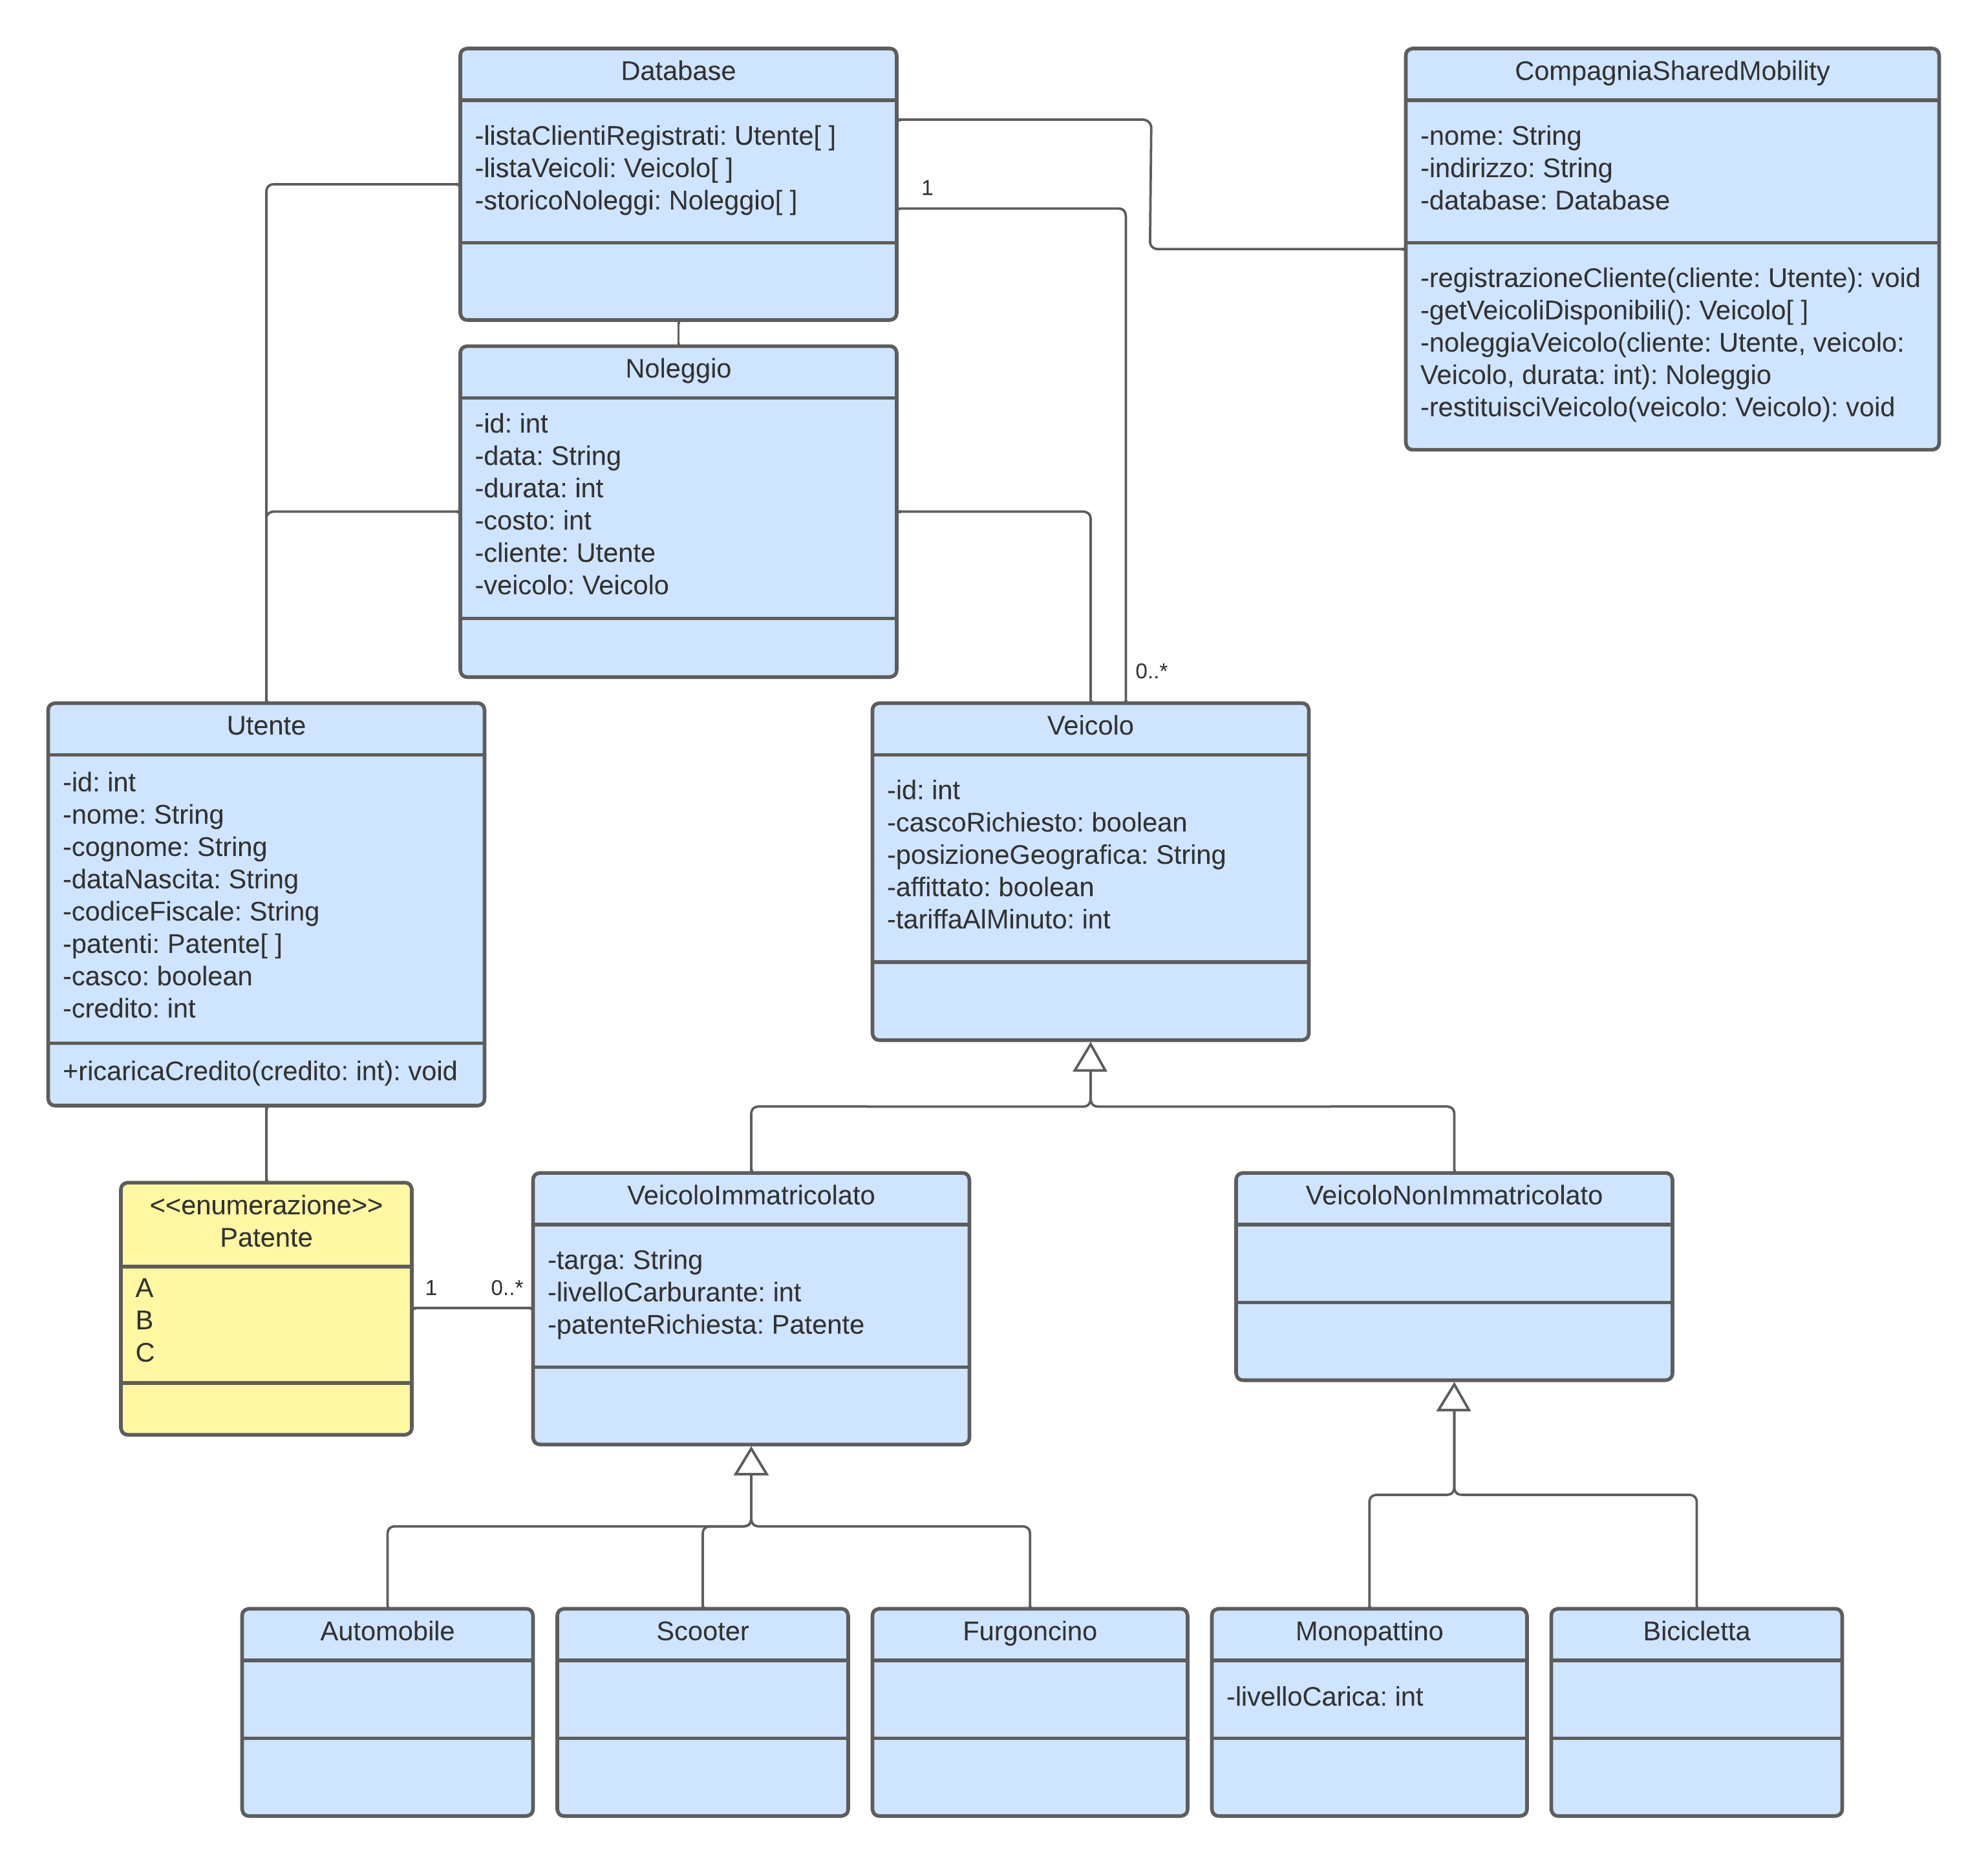 Database
-listaClientiRegistrati: Utente[ ]
-listaVeicoli: Veicolo[ ]
-storicoNoleggi: Noleggio[ ]
CompagniaSharedMobility
-nome: String
-indirizzo: String
-database: Database
-registrazioneCliente(cliente: Utente): void
-getVeicoliDisponibili(): Veicolo[ ]
-noleggiaVeicolo(cliente: Utente, veicolo:
Veicolo, durata: int): Noleggio
-restituisciVeicolo(veicolo: Veicolo): void
1
0..*
Noleggio
-id: int
-data: String
-durata: int
-costo: int
-cliente: Utente
-veicolo: Veicolo
Utente
-id: int
-nome: String
-cognome: String
-dataNascita: String
-codiceFiscale: String
-patenti: Patente[ ]
-casco: boolean
-credito: int
+ricaricaCredito(credito: int): void
Veicolo
-id: int
-cascoRichiesto: boolean
-posizioneGeografica: String
-affittato: boolean
-tariffaAlMinuto: int
<<enumerazione>>
Patente
A
B
C
1
0..*
VeicoloImmatricolato
-targa: String
-livelloCarburante: int
-patenteRichiesta: Patente
VeicoloNonImmatricolato
Automobile
Scooter
Furgoncino
Monopattino
-livelloCarica: int
Bicicletta